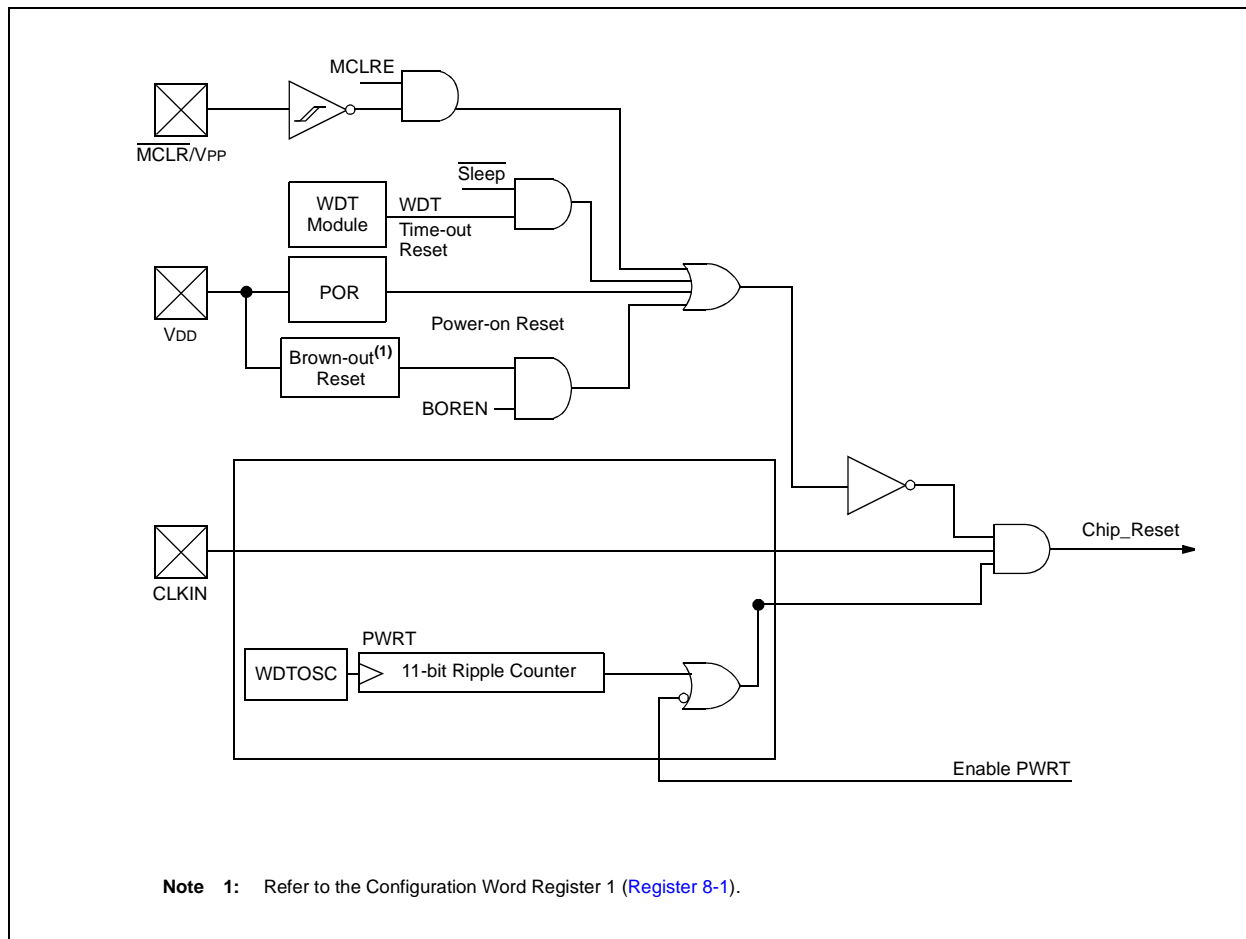 MCLRE
MCLR/VPP
Sleep
WDT
Module
WDT
Time-out
Reset
POR
VDD
Power-on Reset
Brown-out(1)
Reset
BOREN
Chip_Reset
CLKIN
PWRT
WDTOSC
11-bit Ripple Counter
Enable PWRT
Note 1: Refer to the Configuration Word Register 1 (Register 8-1).